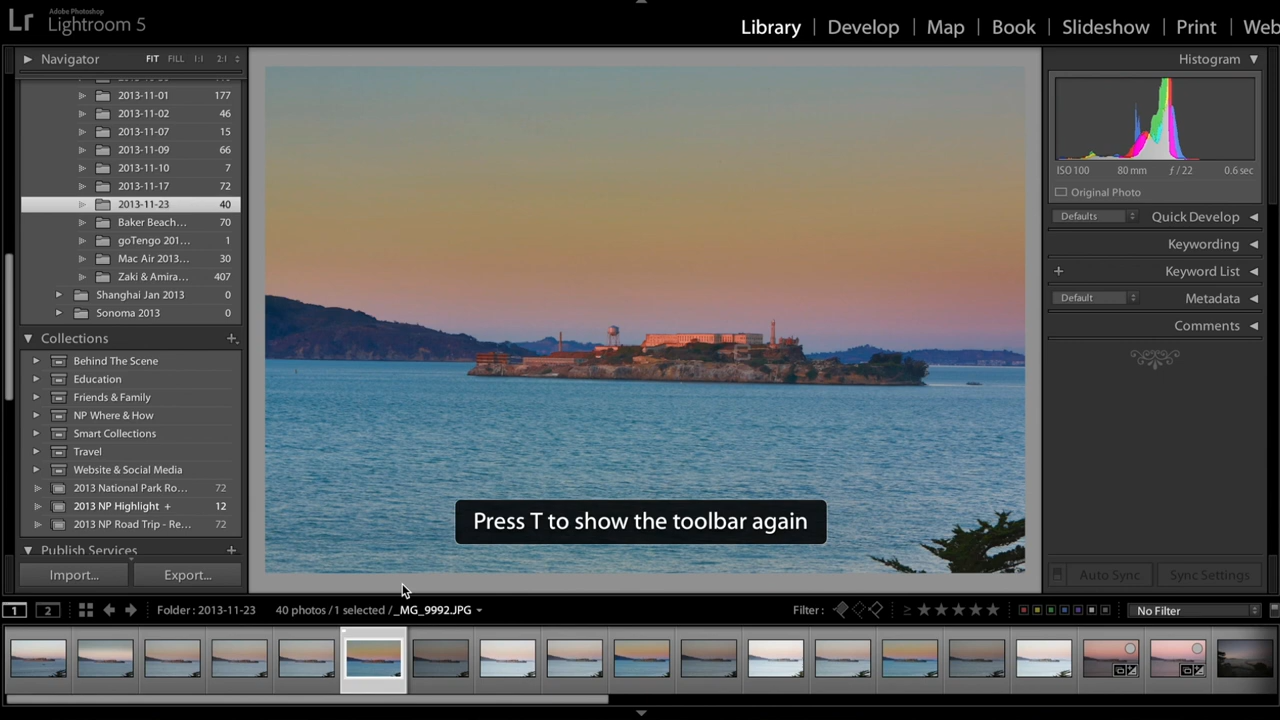 Adobe Photoshop
Lr Lightroom 5
Library | Develop | Map | Book | Slideshow | Print | Web
Navigator FIT FILL 1:1 2:1
2013-11-01 177
2013-11-02 46
2013-11-07 15
2013-11-09 66
2013-11-10 7
2013-11-17 72
2013-11-23 40
Baker Beach... 70
goTengo 201... 1
Mac Air 2013... 30
Zaki & Amira... 407
Shanghai Jan 2013 0
Sonoma 2013 0
Collections +
Behind The Scene
Education
Friends & Family
NP Where & How
Smart Collections
Travel
Website & Social Media
2013 National Park Ro... 72
2013 NP Highlight + 12
2013 NP Road Trip - Re... 72
Publish Services +
Import... Export...
Press T to show the toolbar again
Histogram
ISO 100 80 mm ƒ / 22 0.6 sec
Original Photo
Defaults Quick Develop
Keywording
+ Keyword List
Default Metadata
Comments
Auto Sync Sync Settings
1 2 Folder : 2013-11-23 40 photos / 1 selected / _MG_9992.JPG Filter : ≥ No Filter